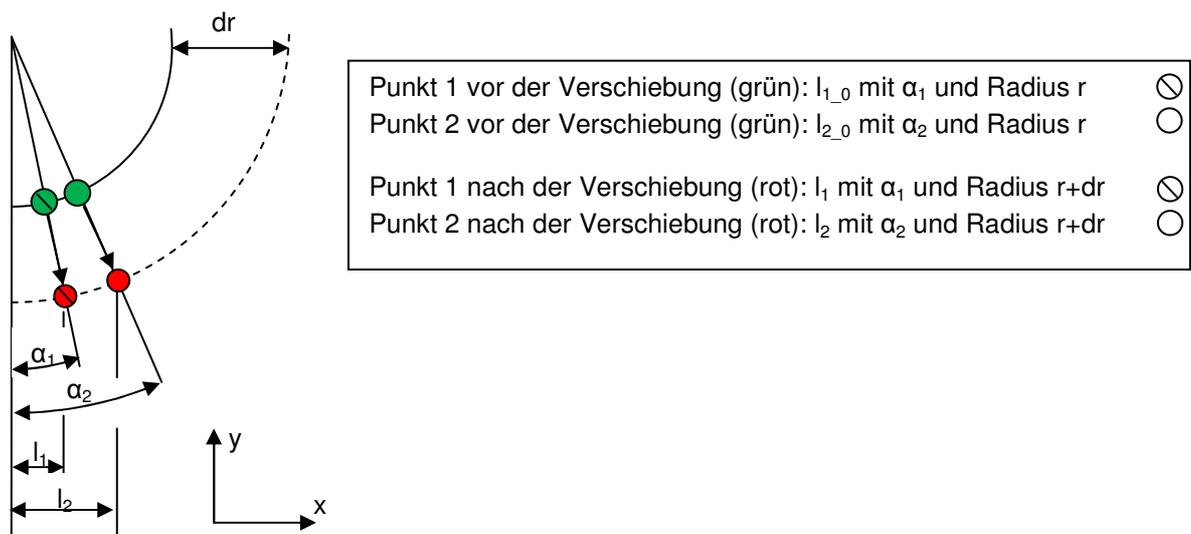 dr
Punkt 1 vor der Verschiebung (grün): l1_0 mit α1 und Radius r
Punkt 2 vor der Verschiebung (grün): l2_0 mit α2 und Radius r
Punkt 1 nach der Verschiebung (rot): l1 mit α1 und Radius r+dr
Punkt 2 nach der Verschiebung (rot): l2 mit α2 und Radius r+dr
α1
α2
l1
y
l2
x